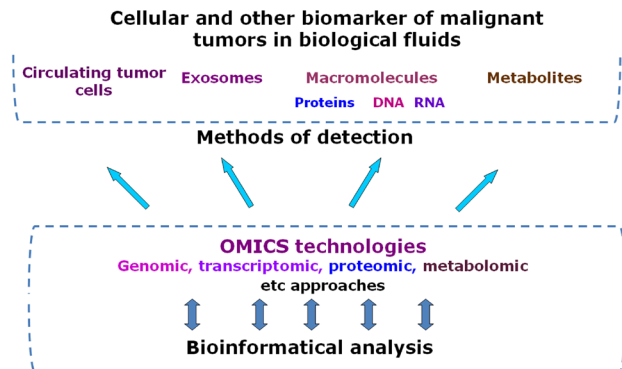 Cellular and other biomarker of malignant
tumors in biological fluids
Circulating tumor
cells
Exosomes
Macromolecules
Metabolites
Proteins DNA RNA
Methods of detection
OMICS technologies
Genomic, transcriptomic, proteomic, metabolomic
etc approaches
Bioinformatical analysis